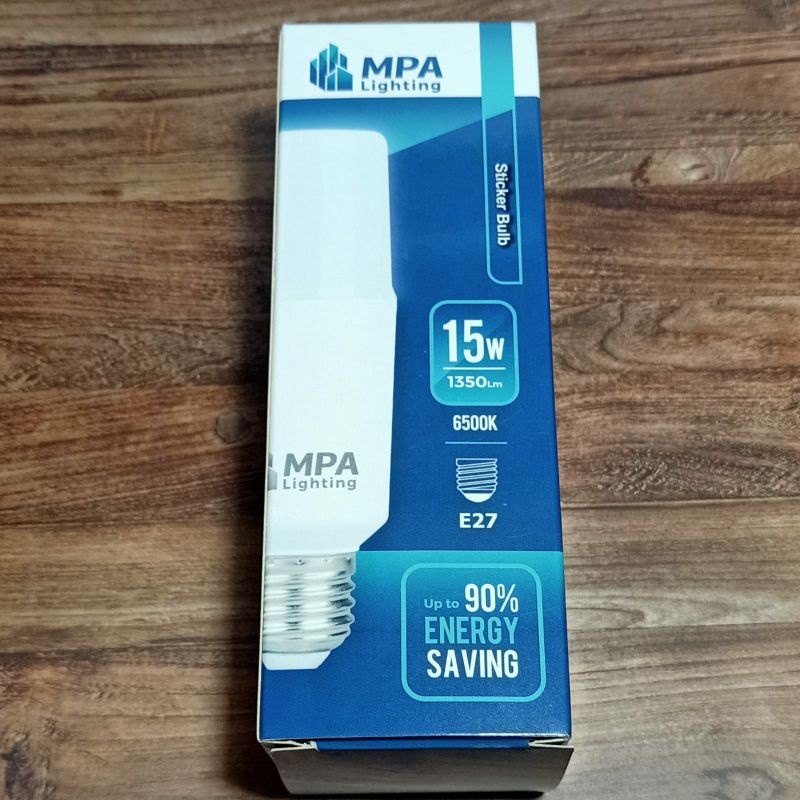 MPA
Lighting
Sticker Bulb
15W
1350Lm
6500K
MPA
Lighting
E27
Up to 90%
ENERGY
SAVING